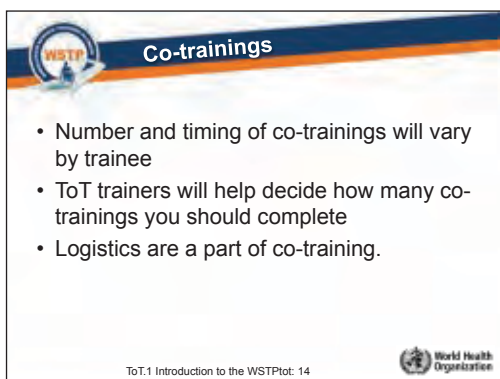 WSTP
Co-trainings
• Number and timing of co-trainings will vary
by trainee
• ToT trainers will help decide how many co-
trainings you should complete
• Logistics are a part of co-training.
ToT.1 Introduction to the WSTPtot: 14
World Health
Organization